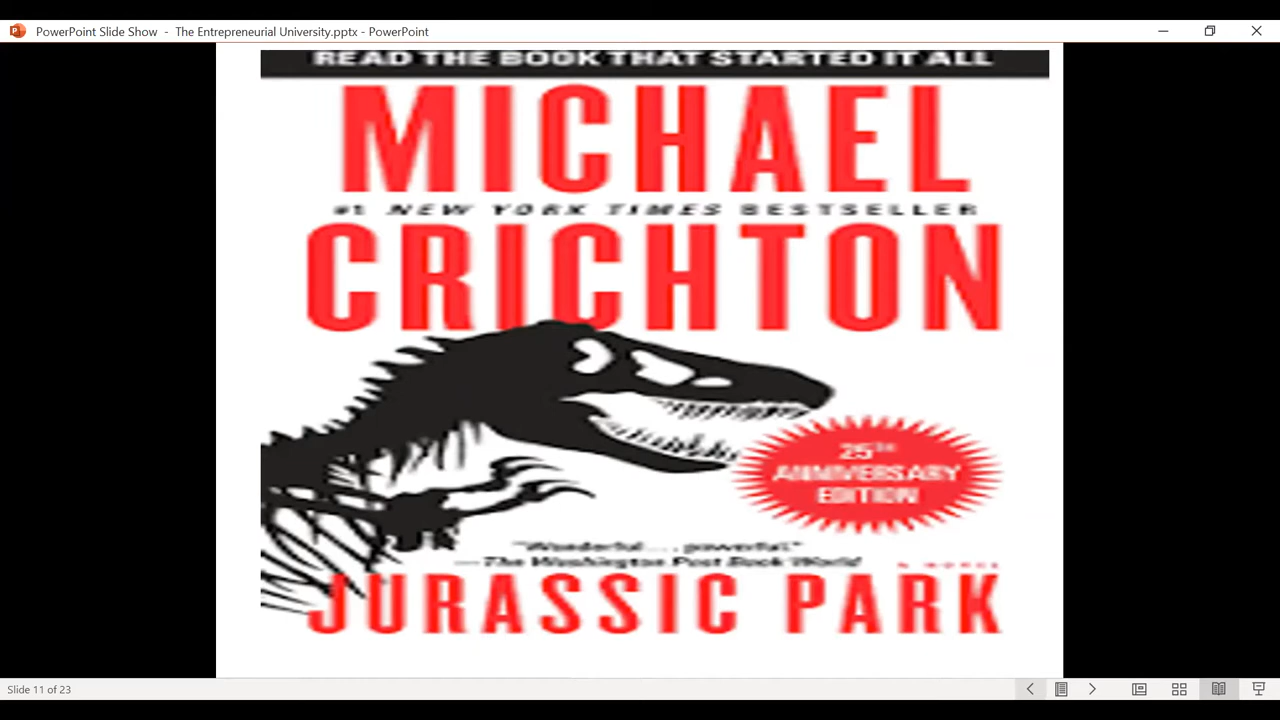 PowerPoint Slide Show - The Entrepreneurial University.pptx - PowerPoint
READ THE BOOK THAT STARTED IT ALL
MICHAEL
#1 NEW YORK TIMES BESTSELLER
CRICHTON
25TH
ANNIVERSARY
EDITION
"Wonderful... powerful."
—The Washington Post Book World
A NOVEL
JURASSIC PARK
Slide 11 of 23